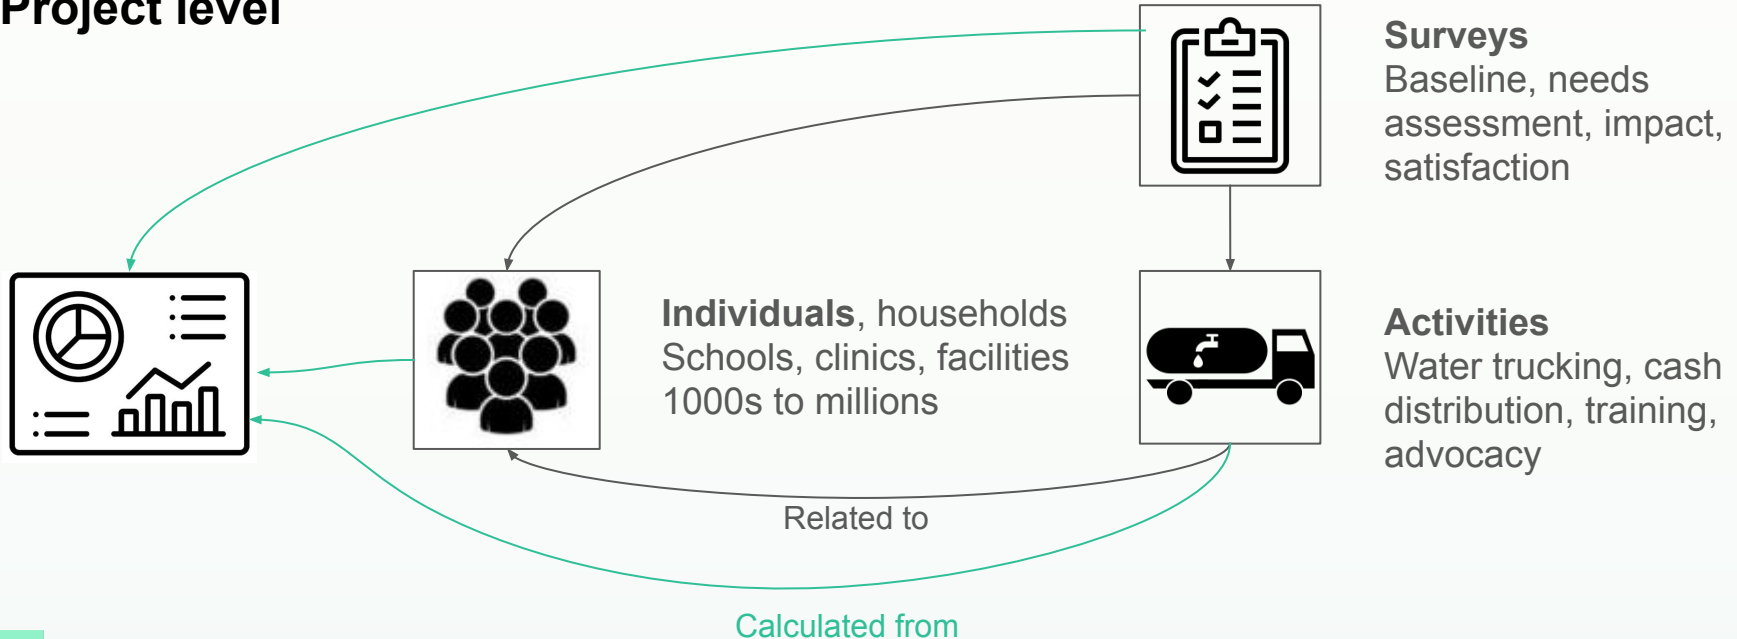 Project level
Surveys
Baseline, needs
assessment, impact,
satisfaction
Individuals, households
Schools, clinics, facilities
1000s to millions
Activities
Water trucking, cash
distribution, training,
advocacy
Related to
Calculated from